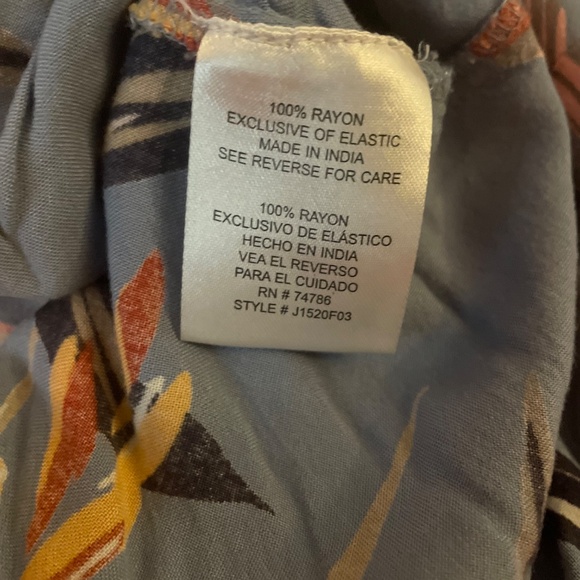 100% RAYON
EXCLUSIVE OF ELASTIC
MADE IN INDIA
SEE REVERSE FOR CARE
100% RAYON
EXCLUSIVO DE ELÁSTICO
HECHO EN INDIA
VEA EL REVERSO
PARA EL CUIDADO
RN # 74786
STYLE # J1520F03